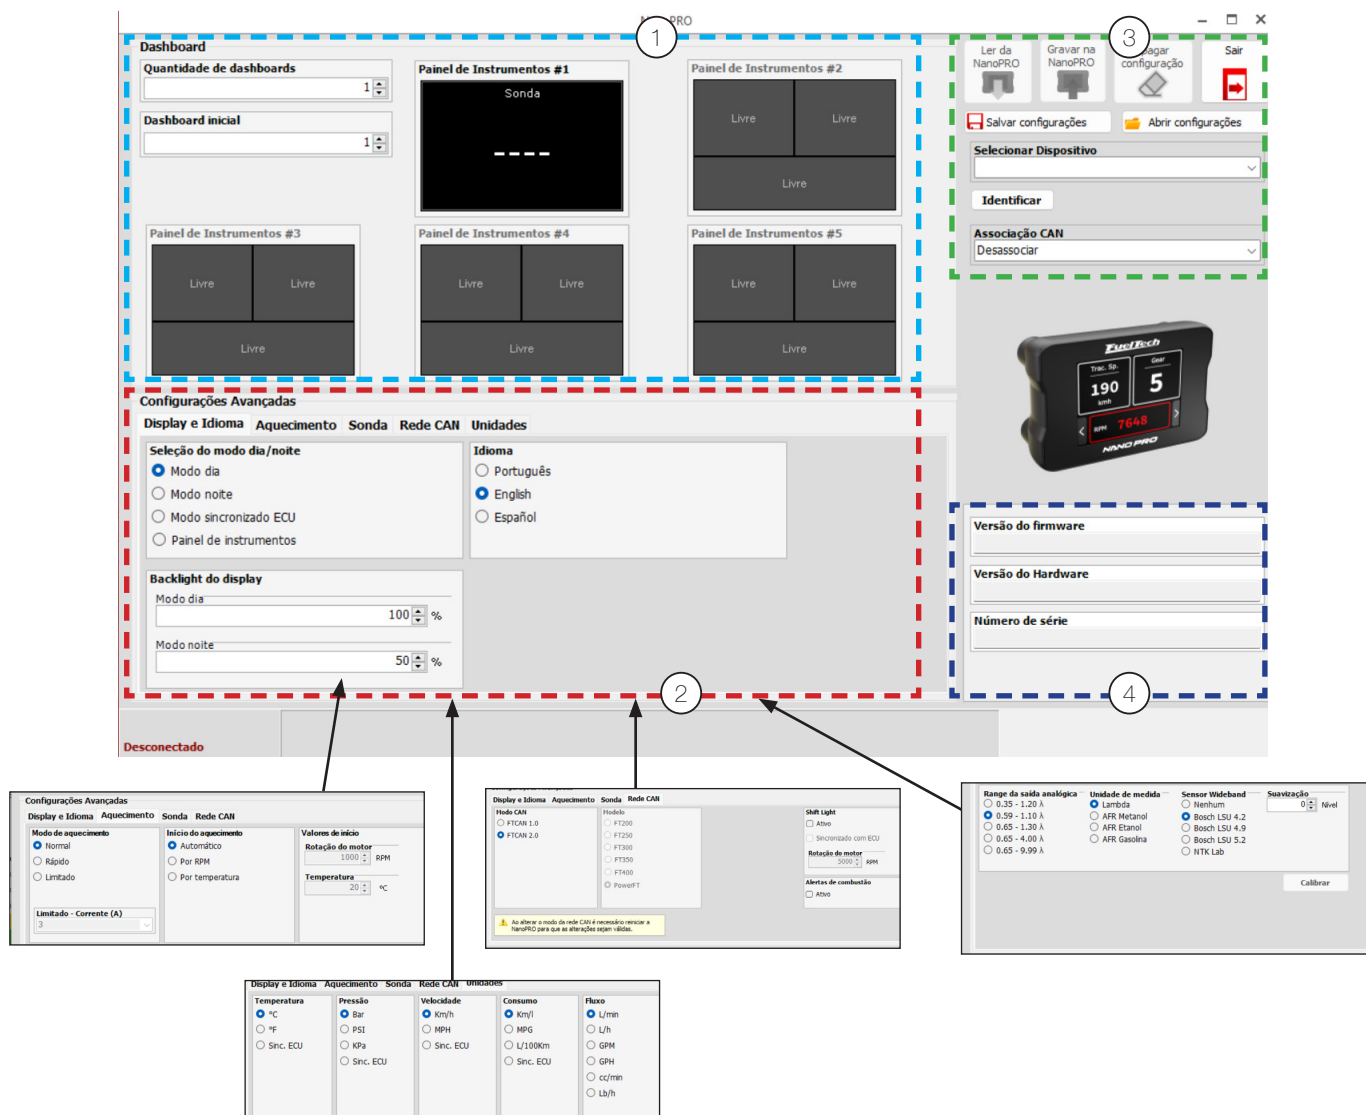 PRO
1
Dashboard
Quantidade de dashboards
1
Dashboard inicial
1
Painel de Instrumentos #1
Sonda
----
Painel de Instrumentos #2
Livre
Livre
Livre
Painel de Instrumentos #3
Livre
Livre
Livre
Painel de Instrumentos #4
Livre
Livre
Livre
Painel de Instrumentos #5
Livre
Livre
Livre
3
Ler da
NanoPRO
Gravar na
NanoPRO
configuração
Sair
Salvar configurações
Abrir configurações
Selecionar Dispositivo
Identificar
Associação CAN
Desassociar
FuelTech
Trac. Sp.
190
kmh
Gear
5
< RPM 7648 >
NANO PRO
Configurações Avançadas
Display e Idioma Aquecimento Sonda Rede CAN Unidades
Seleção do modo dia/noite
Modo dia
Modo noite
Modo sincronizado ECU
Painel de instrumentos
Idioma
Português
English
Español
Backlight do display
Modo dia
100 %
Modo noite
50 %
2
Versão do firmware
Versão do Hardware
Número de série
4
Desconectado
Configurações Avançadas
Display e Idioma Aquecimento Sonda Rede CAN
Modo de aquecimento
Normal
Rápido
Limitado
Limitado - Corrente (A)
3
Início do aquecimento
Automático
Por RPM
Por temperatura
Valores de início
Rotação do motor
1000 RPM
Temperatura
20 ºC
Display e Idioma Aquecimento Sonda Rede CAN
Modo CAN
FTCAN 1.0
FTCAN 2.0
Modelo
FT200
FT250
FT300
FT350
FT400
PowerFT
Shift Light
Ativo
Sincronizado com ECU
Rotação do motor
5000 RPM
Alertas de combustão
Ativo
Ao alterar o modo da rede CAN é necessário reiniciar a
NanoPRO para que as alterações sejam válidas.
Range da saída analógica
0.35 - 1.20 λ
0.59 - 1.10 λ
0.65 - 1.30 λ
0.65 - 4.00 λ
0.65 - 9.99 λ
Unidade de medida
Lambda
AFR Metanol
AFR Etanol
AFR Gasolina
Sensor Wideband
Nenhum
Bosch LSU 4.2
Bosch LSU 4.9
Bosch LSU 5.2
NTK Lab
Suavização
0 Nível
Calibrar
Display e Idioma Aquecimento Sonda Rede CAN Unidades
Temperatura
ºC
ºF
Sinc. ECU
Pressão
Bar
PSI
KPa
Sinc. ECU
Velocidade
Km/h
MPH
Sinc. ECU
Consumo
Km/l
MPG
L/100Km
Sinc. ECU
Fluxo
L/min
L/h
GPM
GPH
cc/min
Lb/h